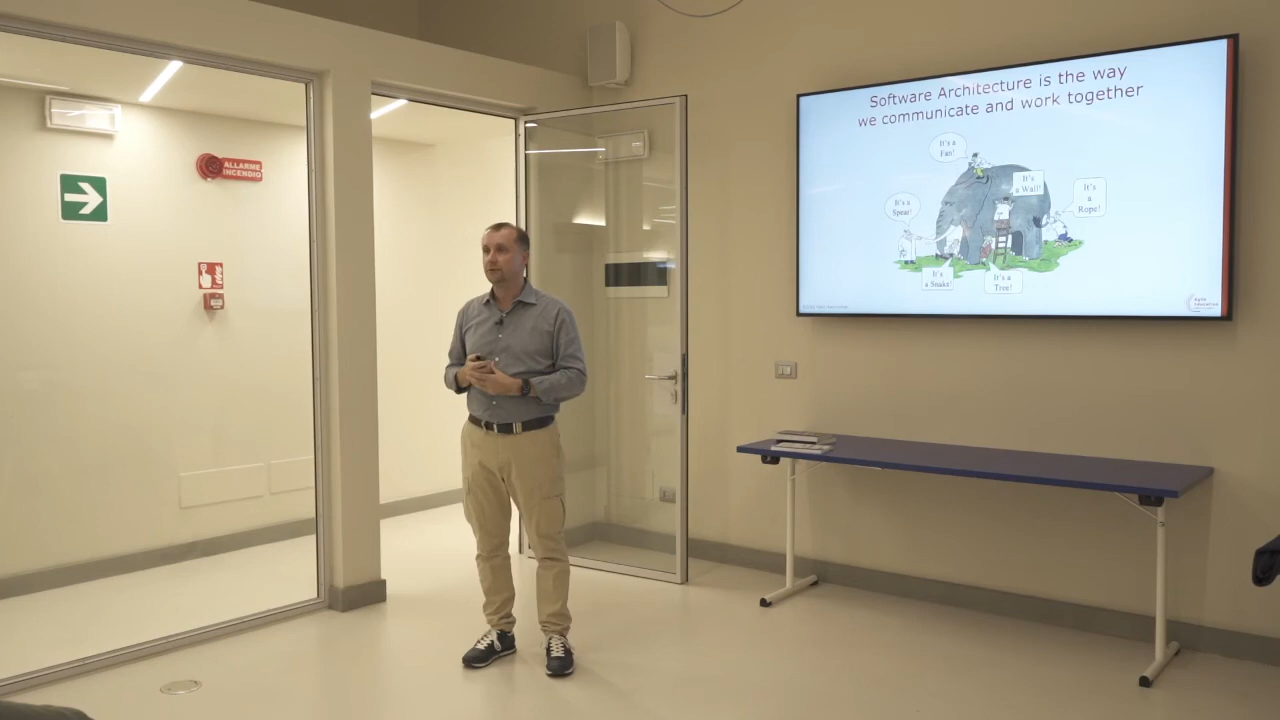 ALLARME
INCENDIO
Software Architecture is the way
we communicate and work together
It's a
Fan!
It's
a Wall!
It's
a
Rope!
It's a
Spear!
It's
a Snake!
It's a
Tree!